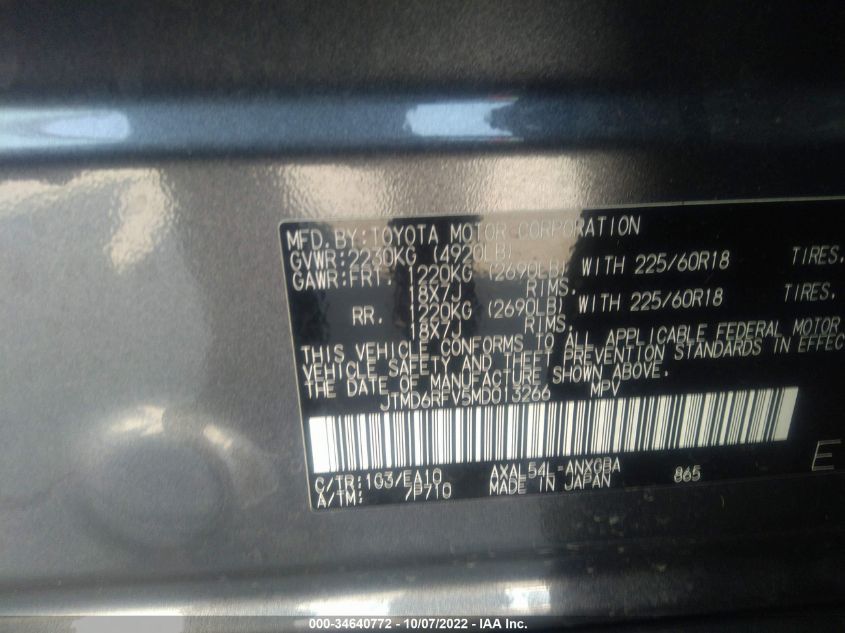 MFD. BY: TOYOTA MOTOR CORPORATION
GVWR: 2230KG (4920LB)
GAWR: FRT. 1220KG (2690LB) WITH 225/60R18 TIRES,
18X7J RIMS,
RR. 1220KG (2690LB) WITH 225/60R18 TIRES,
18X7J RIMS,
THIS VEHICLE CONFORMS TO ALL APPLICABLE FEDERAL MOTOR
VEHICLE SAFETY AND THEFT PREVENTION STANDARDS IN EFFEC
THE DATE OF MANUFACTURE SHOWN ABOVE.
JTMD6RFV5MD013266 MPV
C/TR: 1G3/EA10 AXAL54L-ANXGBA 865 E
A/TM: 7P710 MADE IN JAPAN
000-34640772 - 10/07/2022 - IAA Inc.